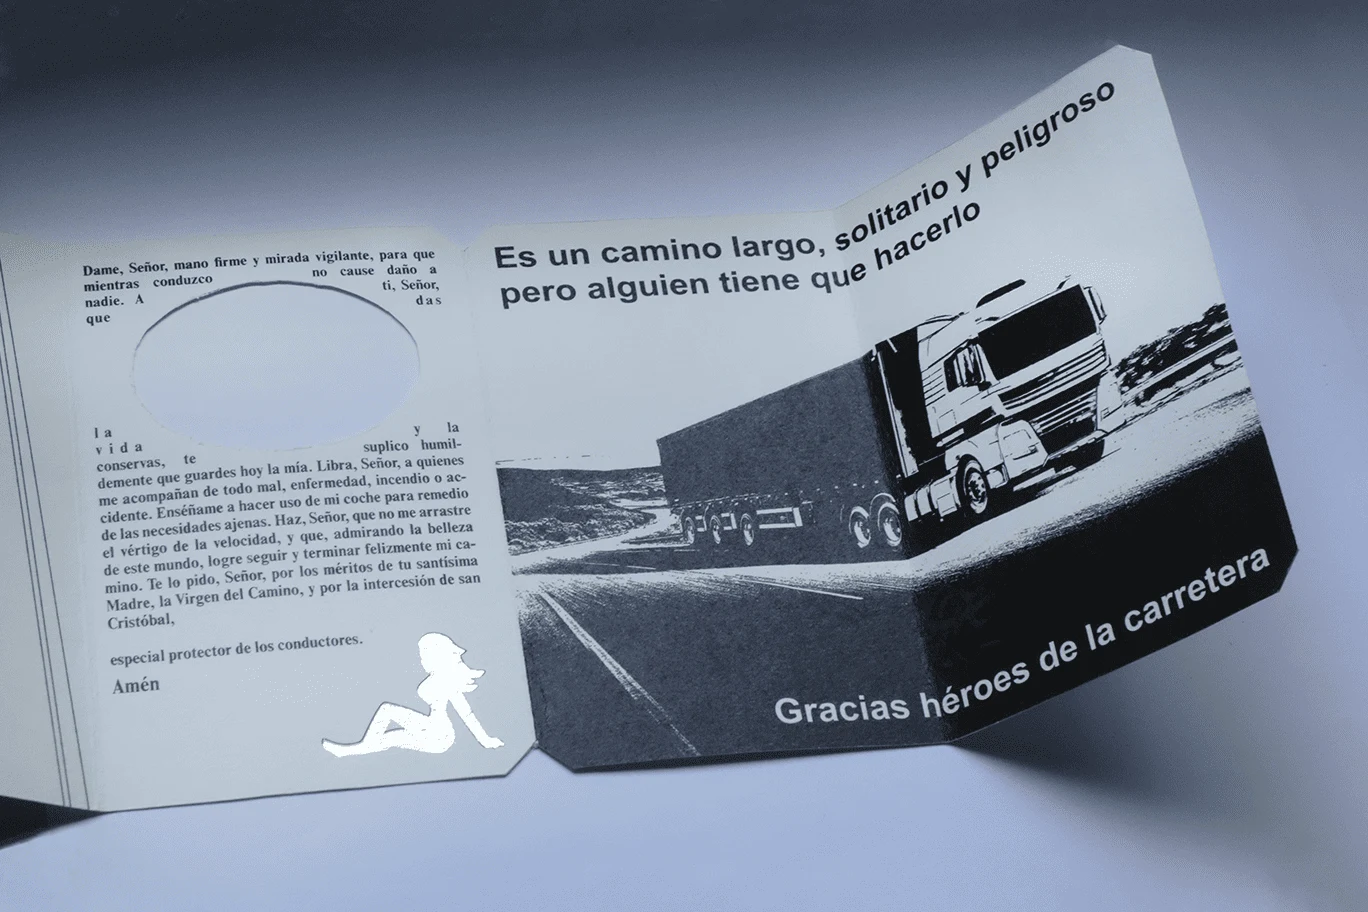 Dame, Señor, mano firme y mirada vigilante, para que
mientras conduzco no cause daño a
nadie. A ti, Señor,
que das
la y la
vida suplico humil-
conservas, te
demente que guardes hoy la mía. Libra, Señor, a quienes
me acompañan de todo mal, enfermedad, incendio o ac-
cidente. Enséñame a hacer uso de mi coche para remedio
de las necesidades ajenas. Haz, Señor, que no me arrastre
el vértigo de la velocidad, y que, admirando la belleza
de este mundo, logre seguir y terminar felizmente mi ca-
mino. Te lo pido, Señor, por los méritos de tu santísima
Madre, la Virgen del Camino, y por la intercesión de san
Cristóbal,
especial protector de los conductores.
Amén
Es un camino largo, solitario y peligroso
pero alguien tiene que hacerlo
Gracias héroes de la carretera